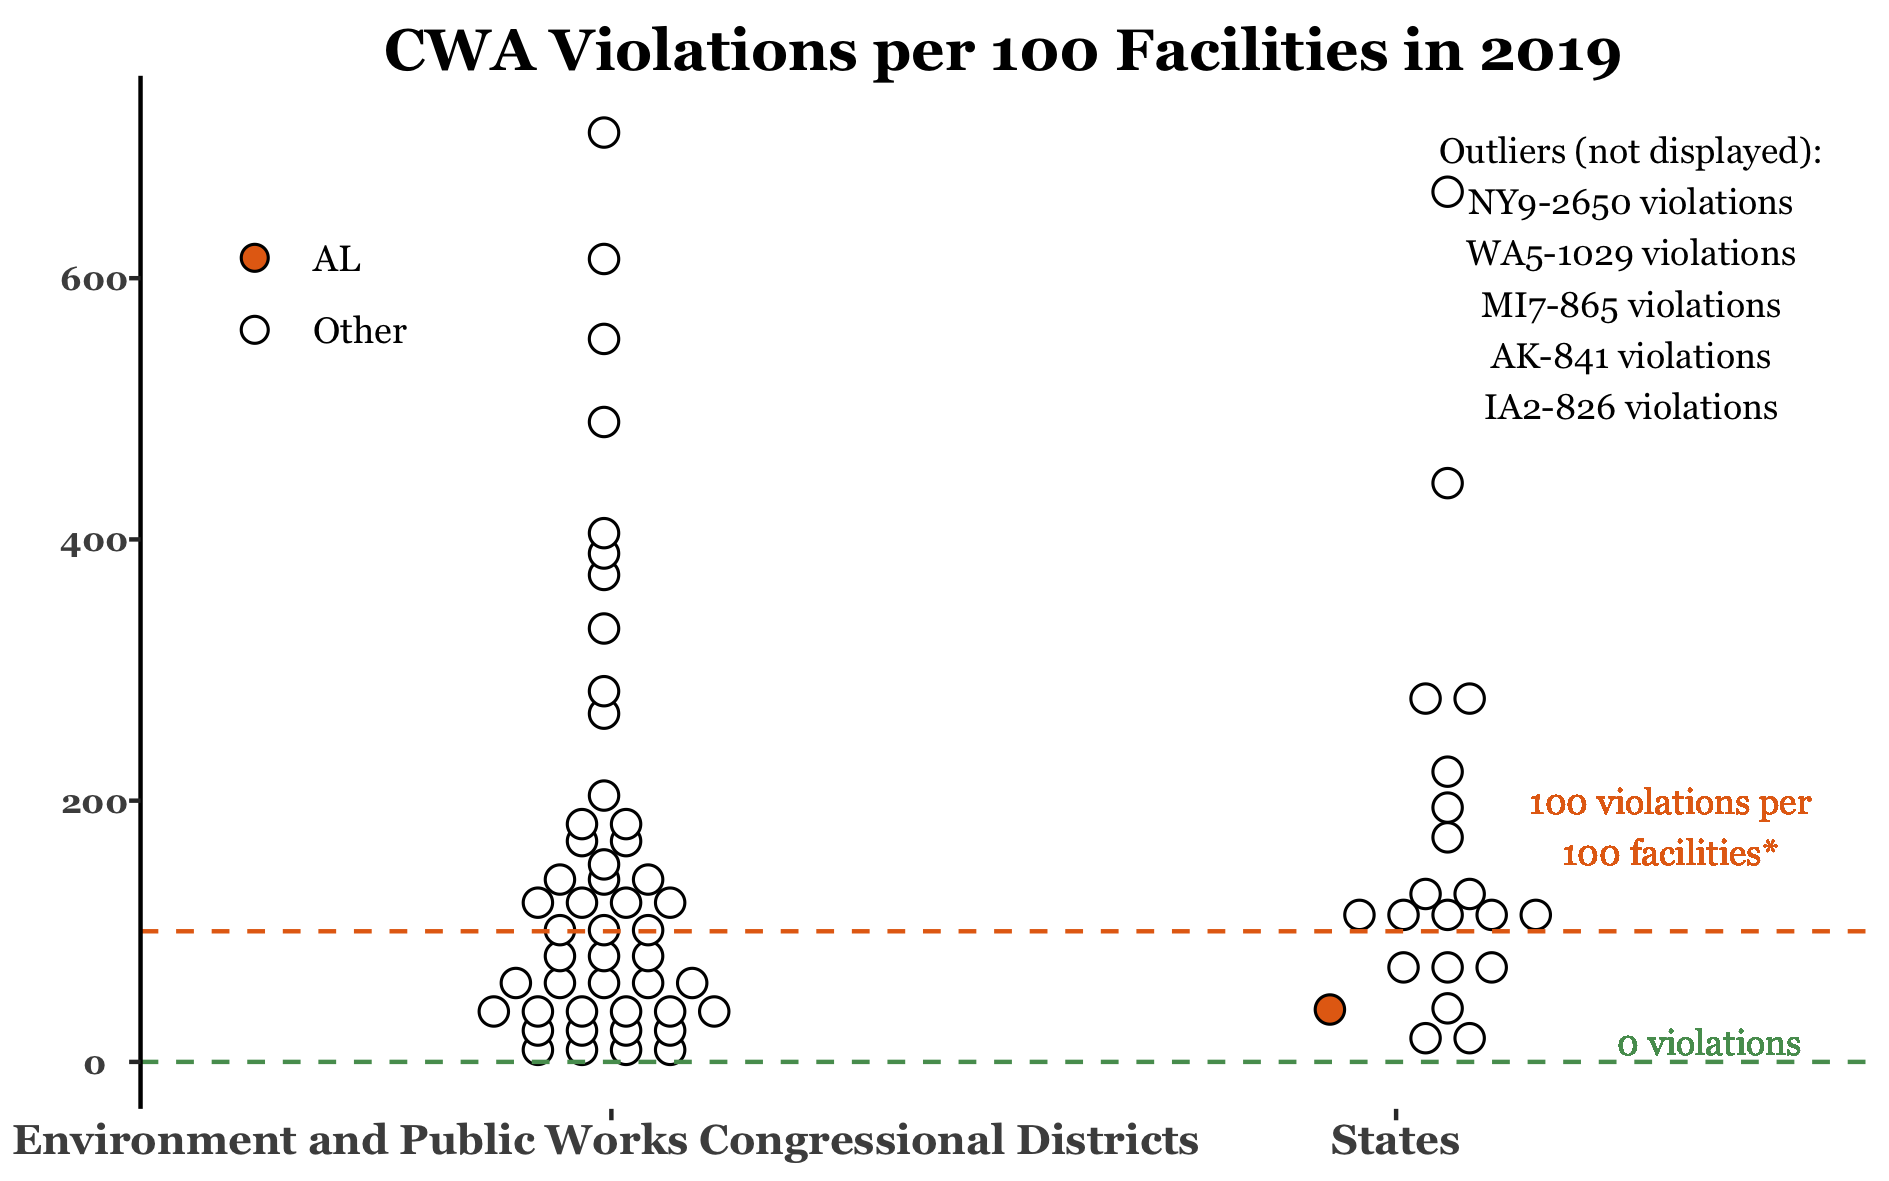 CWA Violations per 100 Facilities in 2019
Outliers (not displayed):
NY9-2650 violations
WA5-1029 violations
MI7-865 violations
AK-841 violations
IA2-826 violations
AL
Other
600
400
200
0
100 violations per
100 facilities*
0 violations
Environment and Public Works Congressional Districts
States